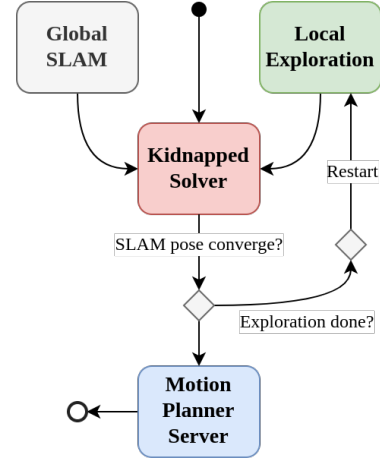 Global
SLAM
Local
Exploration
Kidnapped
Solver
Restart
SLAM pose converge?
Exploration done?
Motion
Planner
Server